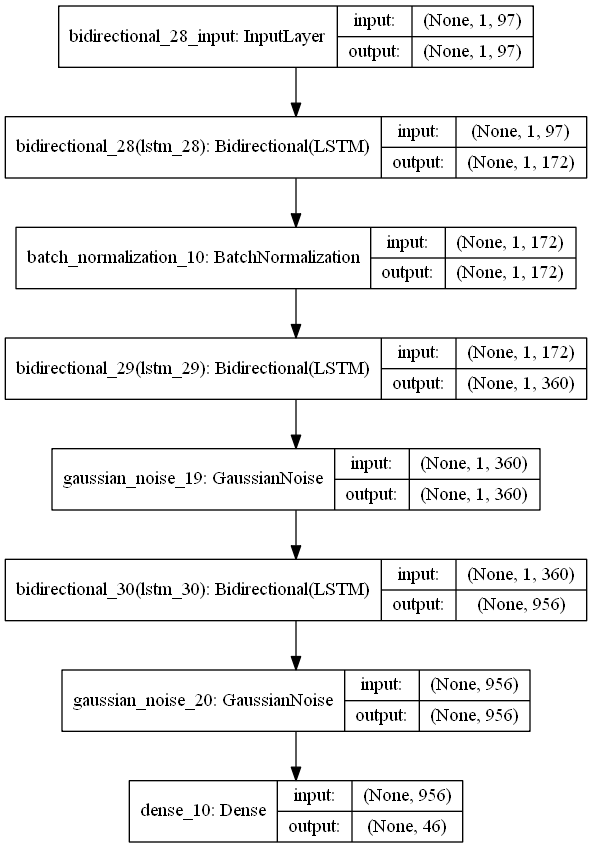 bidirectional_28_input: InputLayer
input: (None, 1, 97)
output: (None, 1, 97)
bidirectional_28(lstm_28): Bidirectional(LSTM)
input: (None, 1, 97)
output: (None, 1, 172)
batch_normalization_10: BatchNormalization
input: (None, 1, 172)
output: (None, 1, 172)
bidirectional_29(lstm_29): Bidirectional(LSTM)
input: (None, 1, 172)
output: (None, 1, 360)
gaussian_noise_19: GaussianNoise
input: (None, 1, 360)
output: (None, 1, 360)
bidirectional_30(lstm_30): Bidirectional(LSTM)
input: (None, 1, 360)
output: (None, 956)
gaussian_noise_20: GaussianNoise
input: (None, 956)
output: (None, 956)
dense_10: Dense
input: (None, 956)
output: (None, 46)